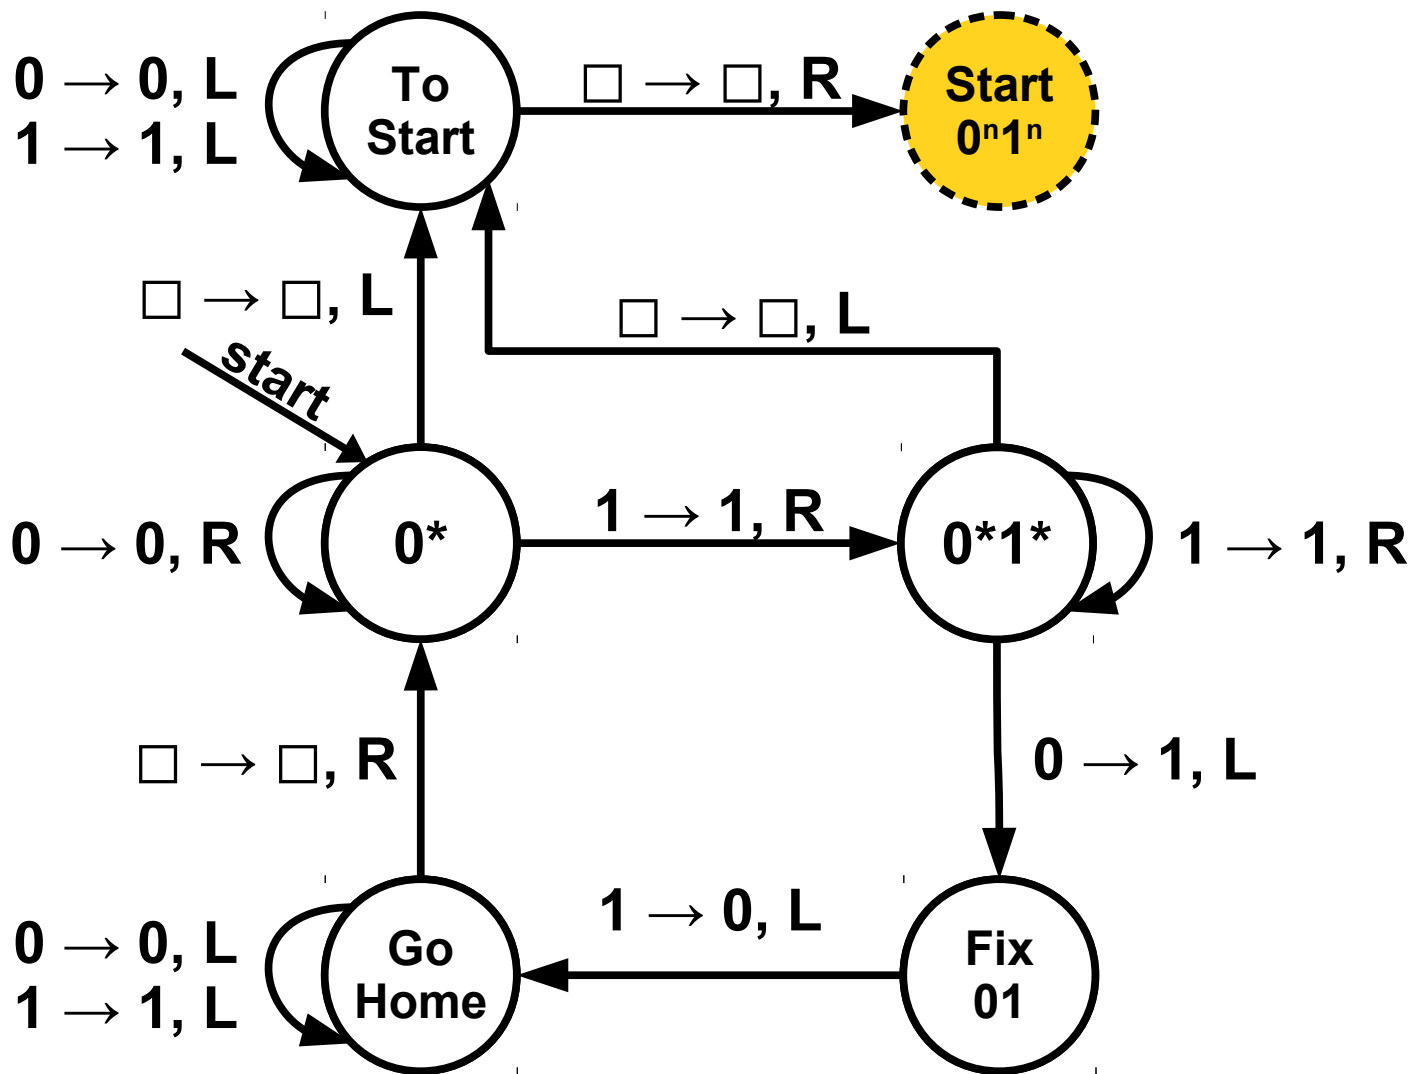 0 → 0, L
1 → 1, L
To
Start
□ → □, R
Start
0ⁿ1ⁿ
□ → □, L
□ → □, L
start
0 → 0, R
0*
1 → 1, R
0*1*
1 → 1, R
□ → □, R
0 → 1, L
0 → 0, L
1 → 1, L
Go
Home
1 → 0, L
Fix
01